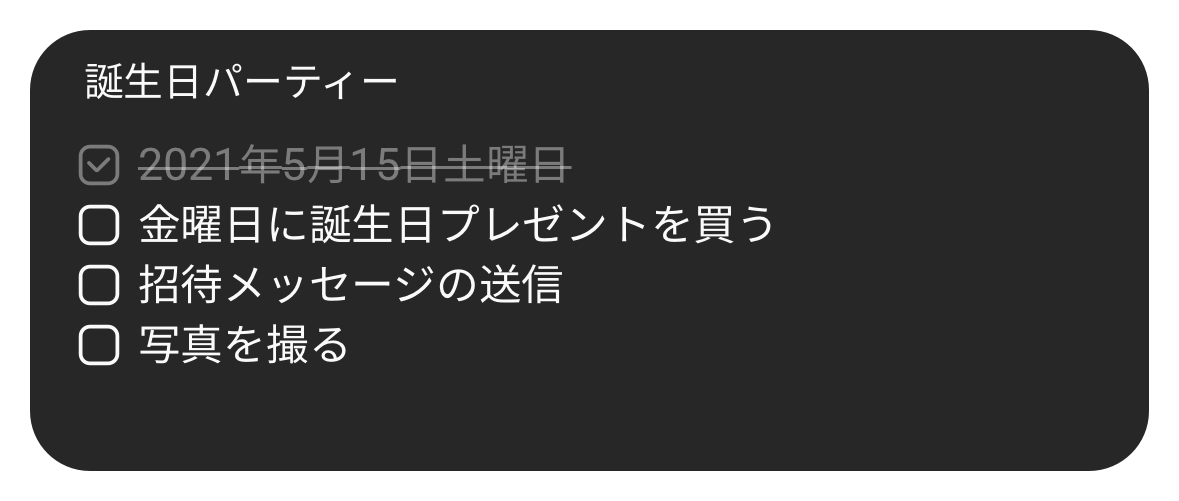 誕生日パーティー
2021年5月15日土曜日
金曜日に誕生日プレゼントを買う
招待メッセージの送信
写真を撮る